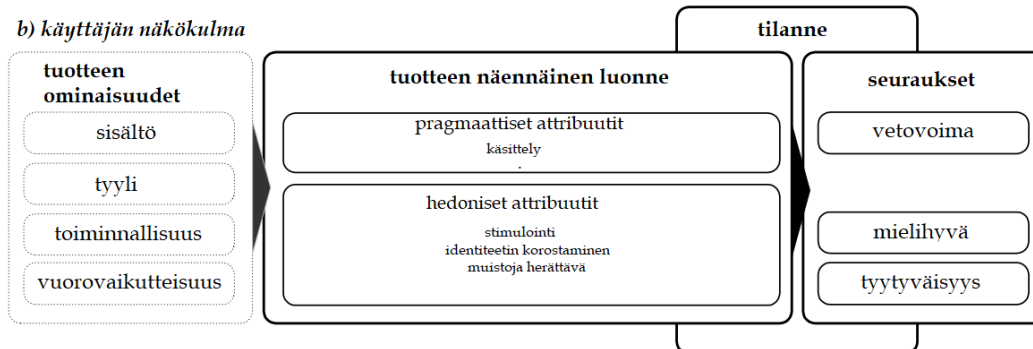 b) käyttäjän näkökulma
tilanne
tuotteen
ominaisuudet
sisältö
tyyli
toiminnallisuus
vuorovaikutteisuus
tuotteen näennäinen luonne
pragmaattiset attribuutit
käsittely
.
hedoniset attribuutit
stimulointi
identiteetin korostaminen
muistoja herättävä
seuraukset
vetovoima
mielihyvä
tyytyväisyys